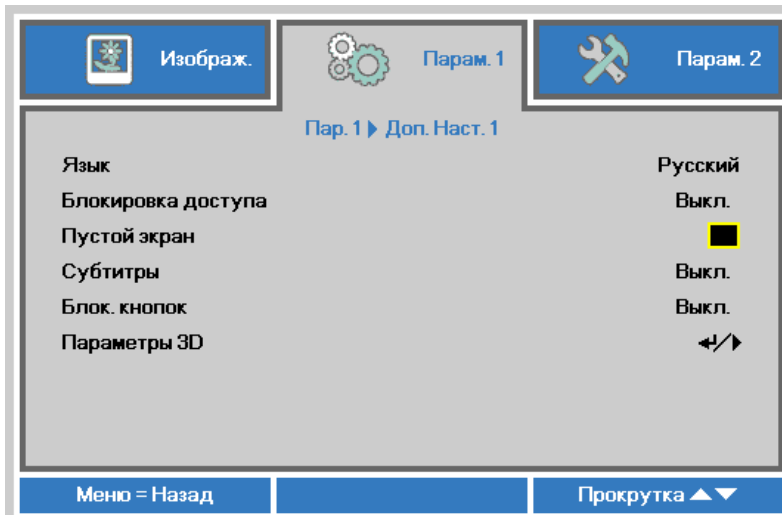 Изображ. Парам. 1 Парам. 2
Пар. 1 Доп. Наст. 1
Язык Русский
Блокировка доступа Выкл.
Пустой экран
Субтитры Выкл.
Блок. кнопок Выкл.
Параметры 3D
Меню = Назад Прокрутка